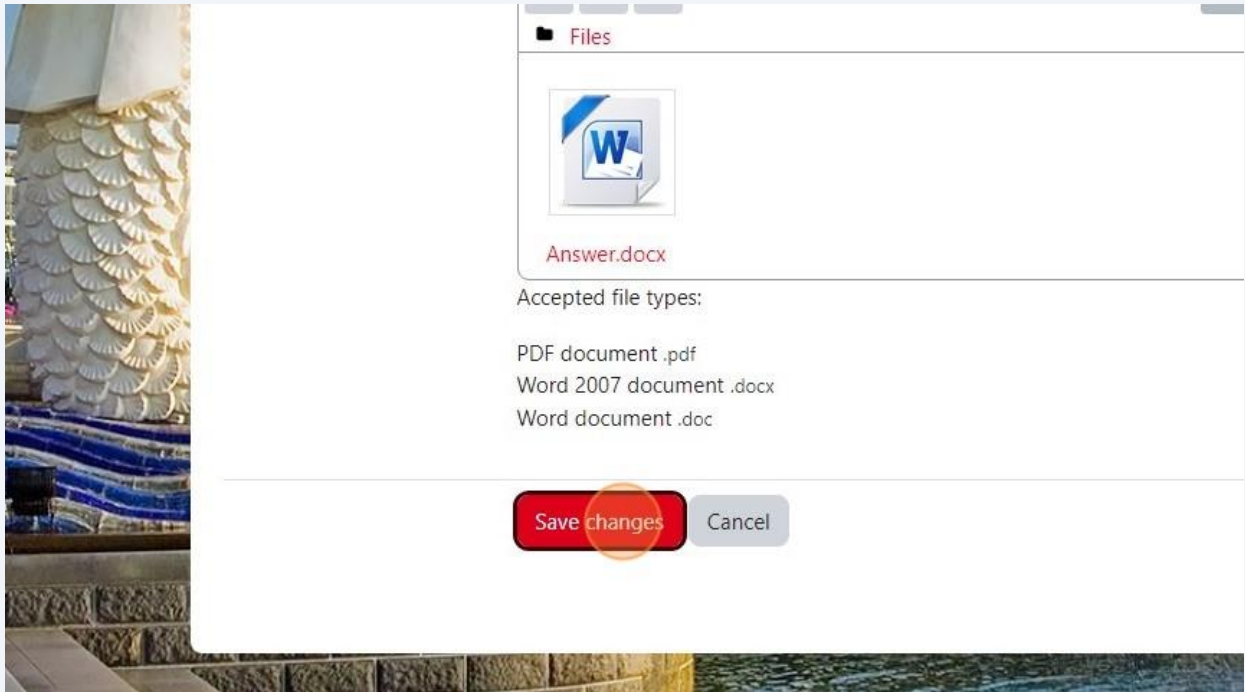 Files
W
Answer.docx
Accepted file types:
PDF document .pdf
Word 2007 document .docx
Word document .doc
Save changes
Cancel